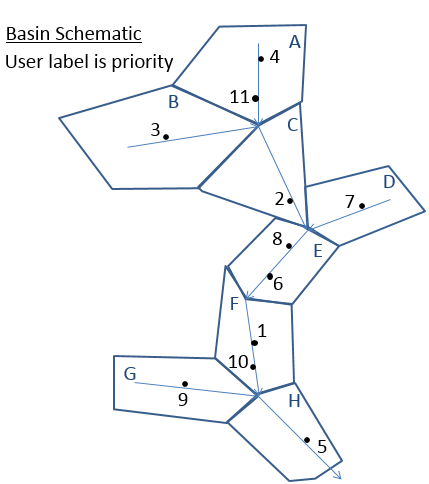 Basin Schematic
User label is priority
A
4
11
B
3
C
2
D
7
E
8
6
F
1
10
G
9
H
5